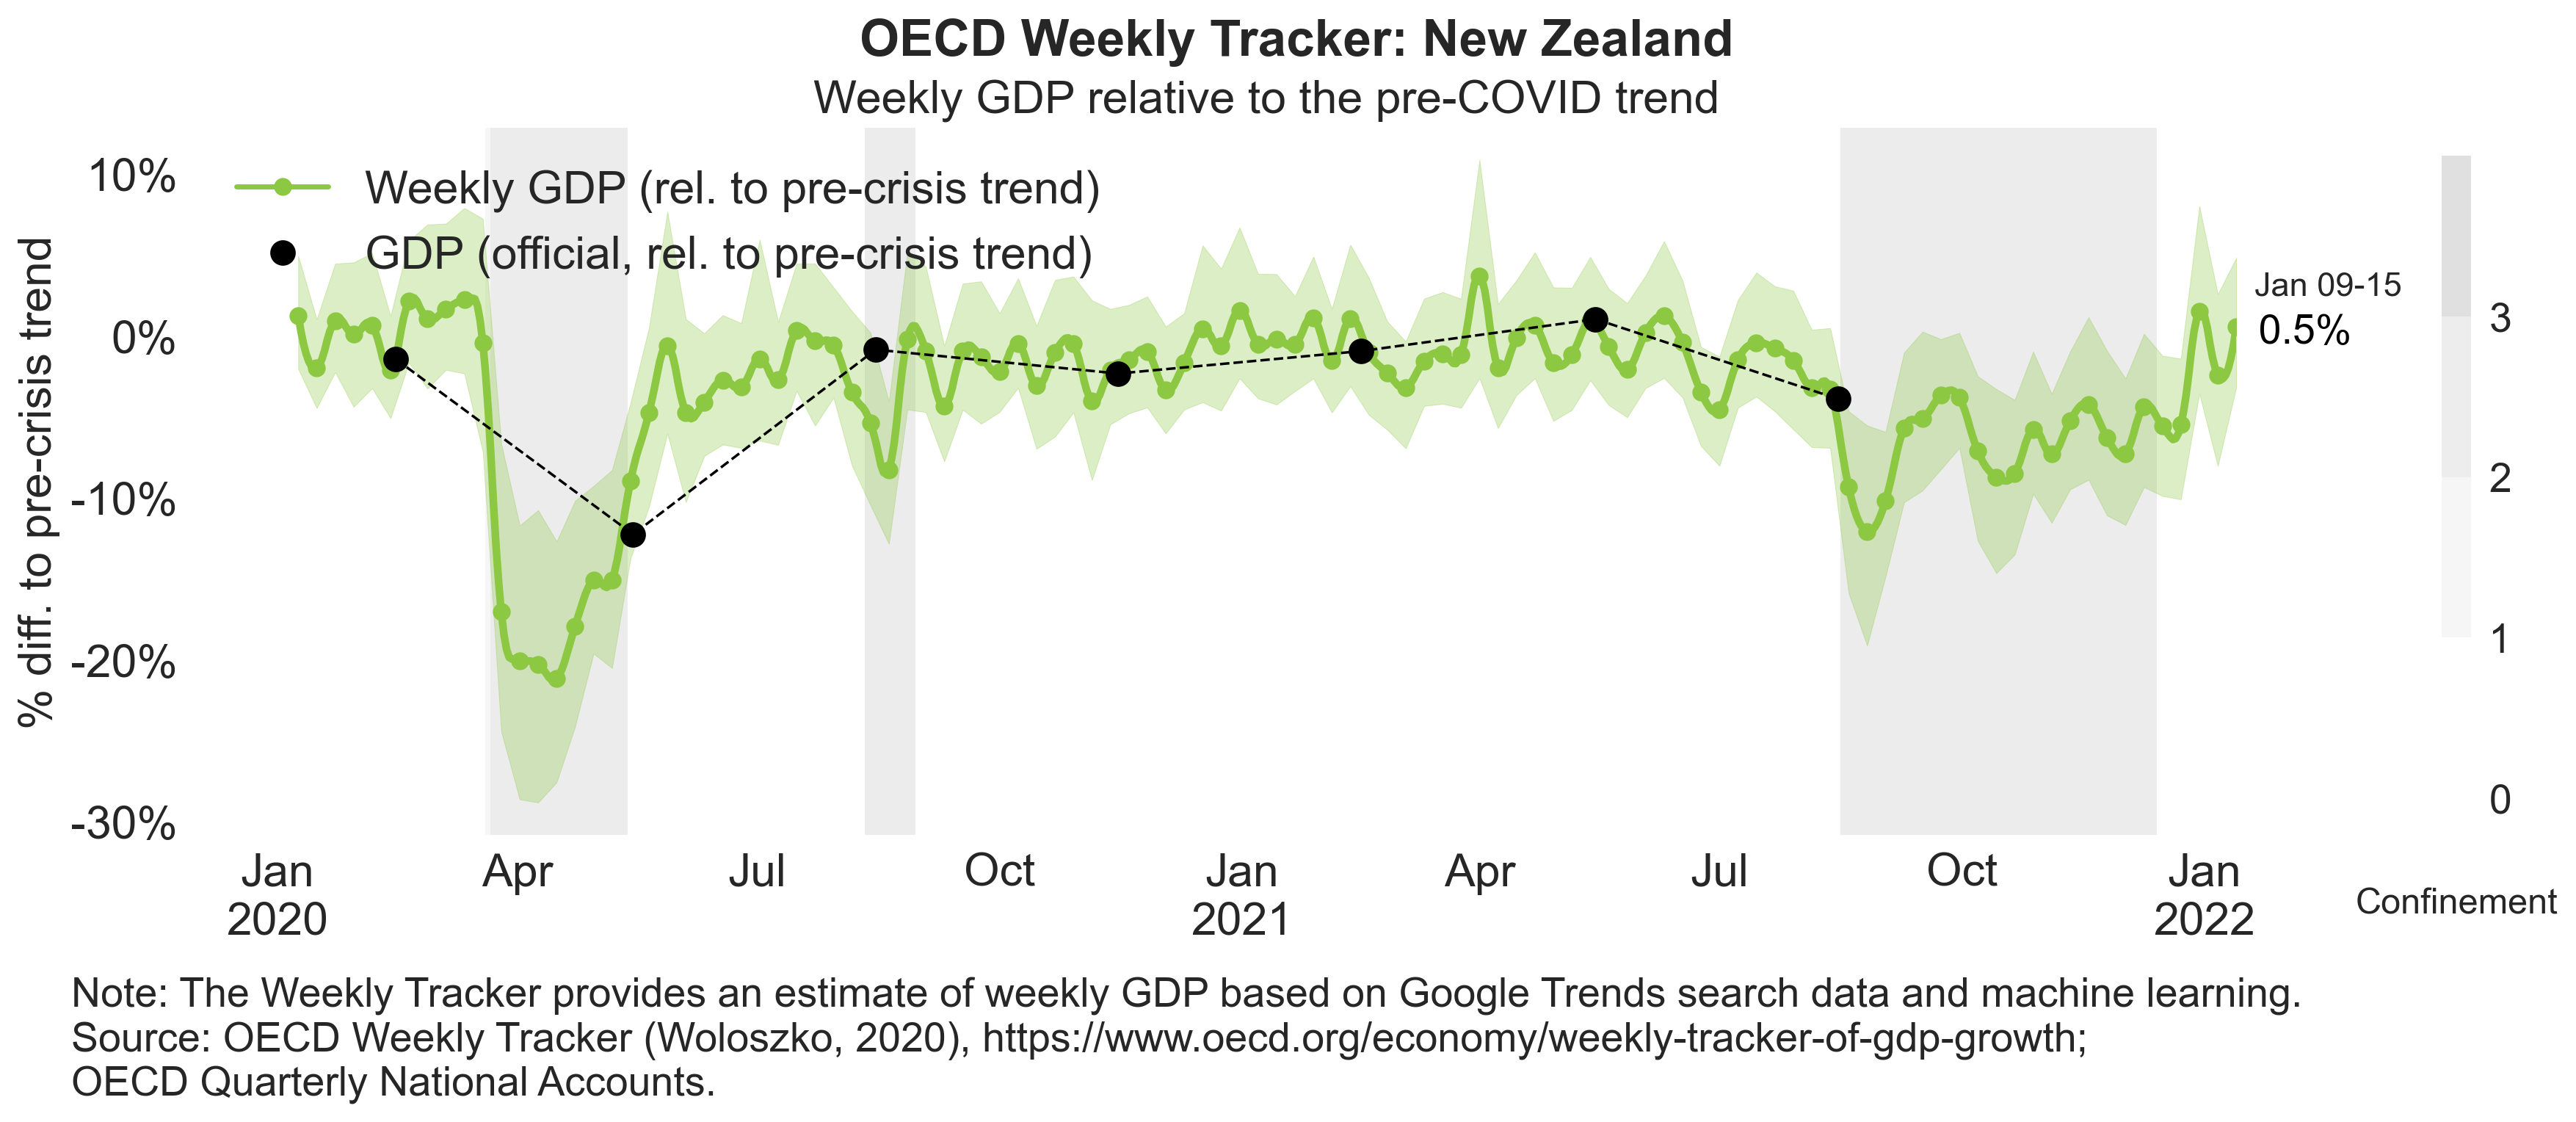 OECD Weekly Tracker: New Zealand
Weekly GDP relative to the pre-COVID trend
% diff. to pre-crisis trend
10%
0%
-10%
-20%
-30%
Weekly GDP (rel. to pre-crisis trend)
GDP (official, rel. to pre-crisis trend)
Jan 09-15
0.5%
3
2
1
0
Confinement
Jan Apr Jul Oct Jan Apr Jul Oct Jan
2020 2021 2022
Note: The Weekly Tracker provides an estimate of weekly GDP based on Google Trends search data and machine learning.
Source: OECD Weekly Tracker (Woloszko, 2020), https://www.oecd.org/economy/weekly-tracker-of-gdp-growth;
OECD Quarterly National Accounts.